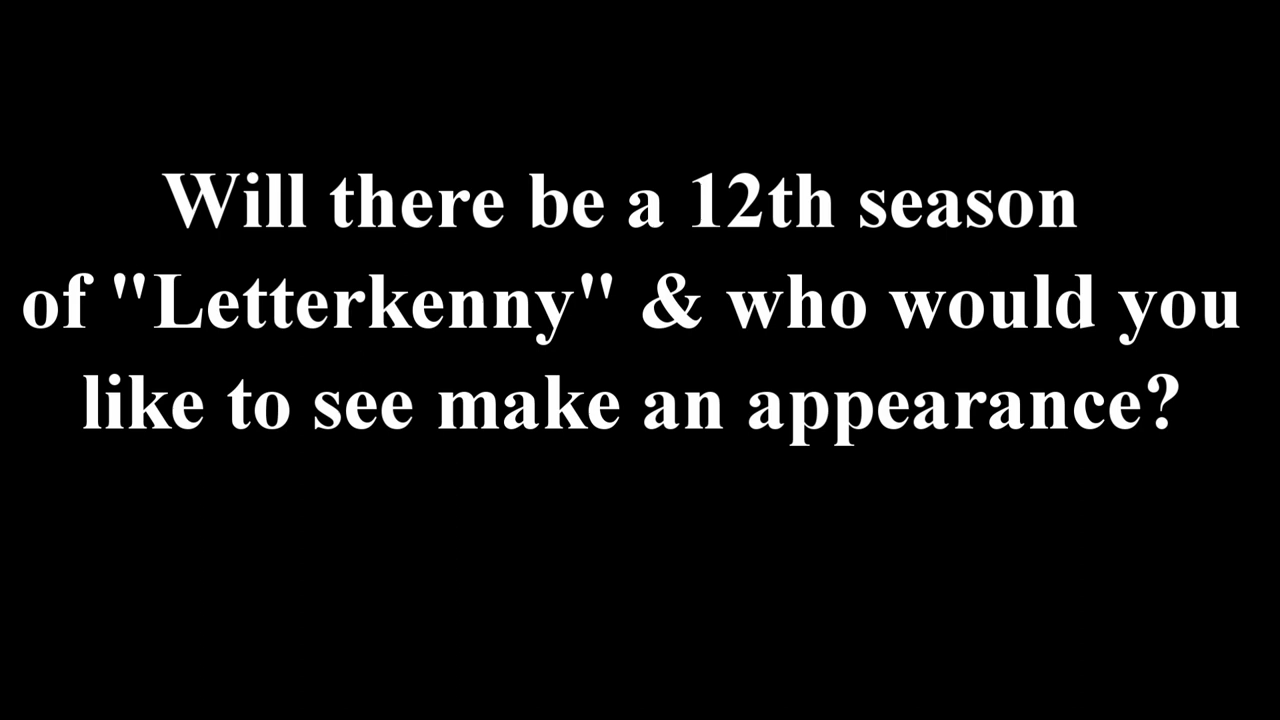 Will there be a 12th season
of "Letterkenny" & who would you
like to see make an appearance?